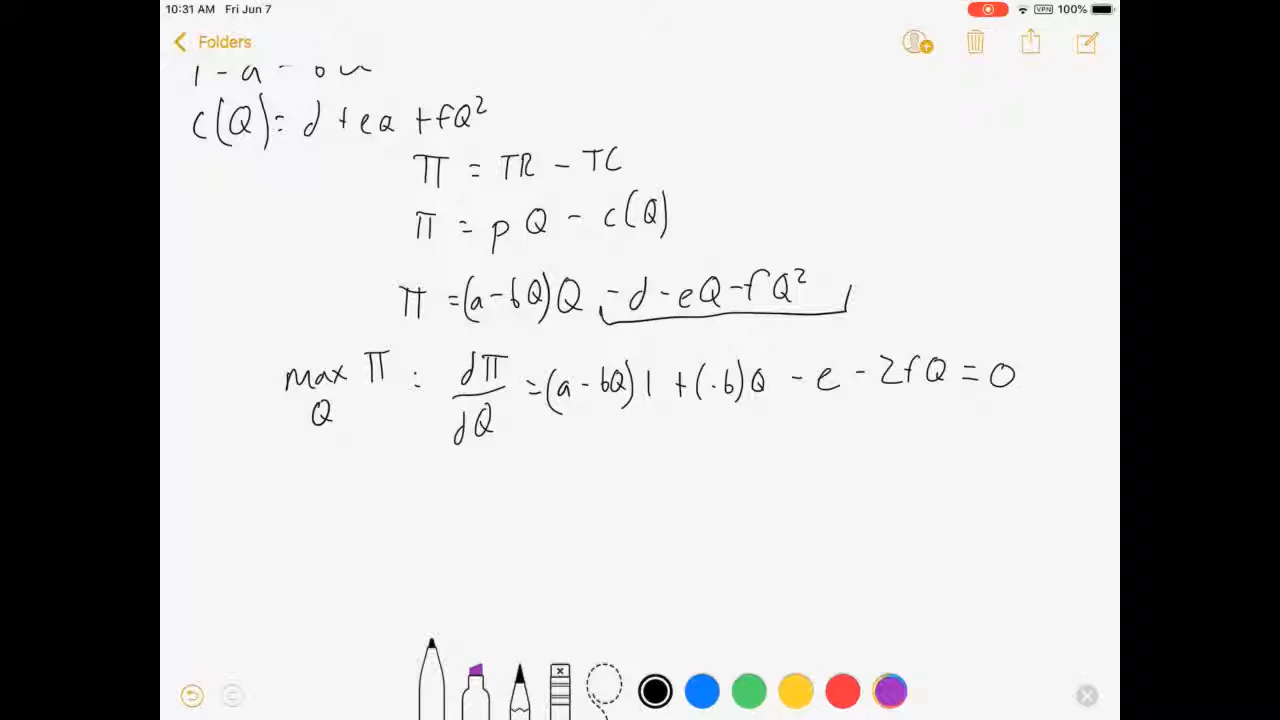 10:31 AM Fri Jun 7
VPN 100%
Folders
c(Q) = d + eQ + fQ²
π = TR - TC
π = pQ - c(Q)
π = (a - bQ)Q - d - eQ - fQ²
max π : dπ/dQ = (a - bQ)1 + (-b)Q - e - 2fQ = 0
Q